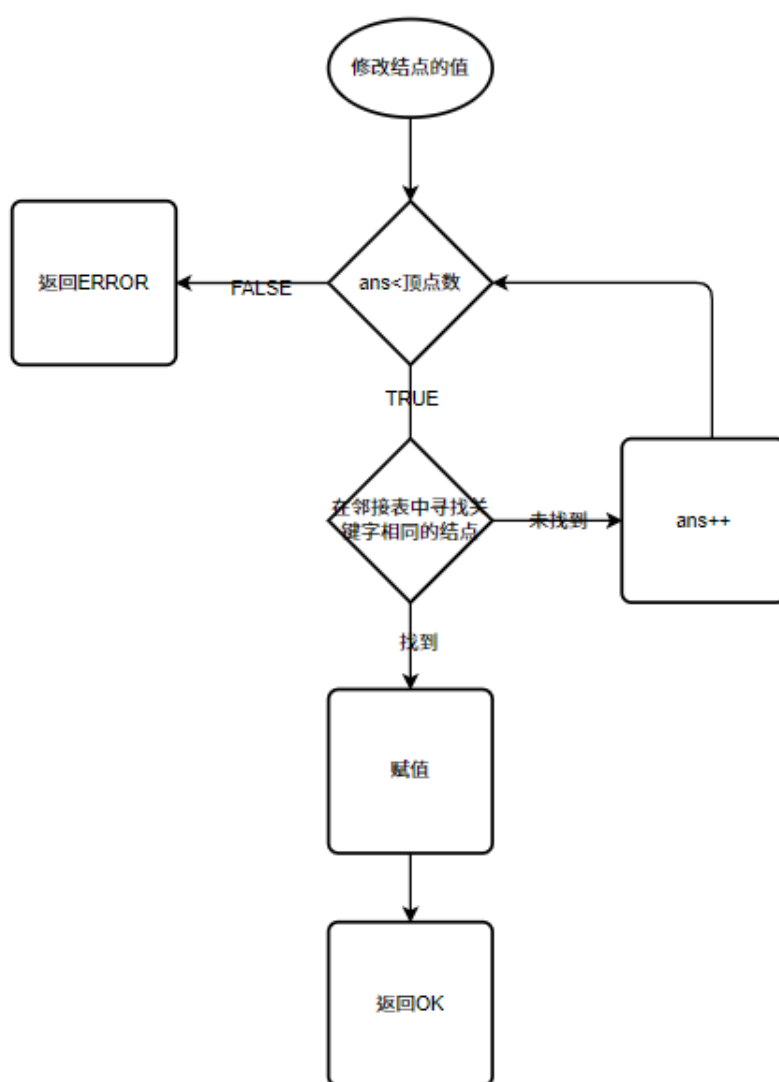 修改结点的值
返回ERROR
FALSE
ans<顶点数
TRUE
在邻接表中寻找关
键字相同的结点
未找到
ans++
找到
赋值
返回OK